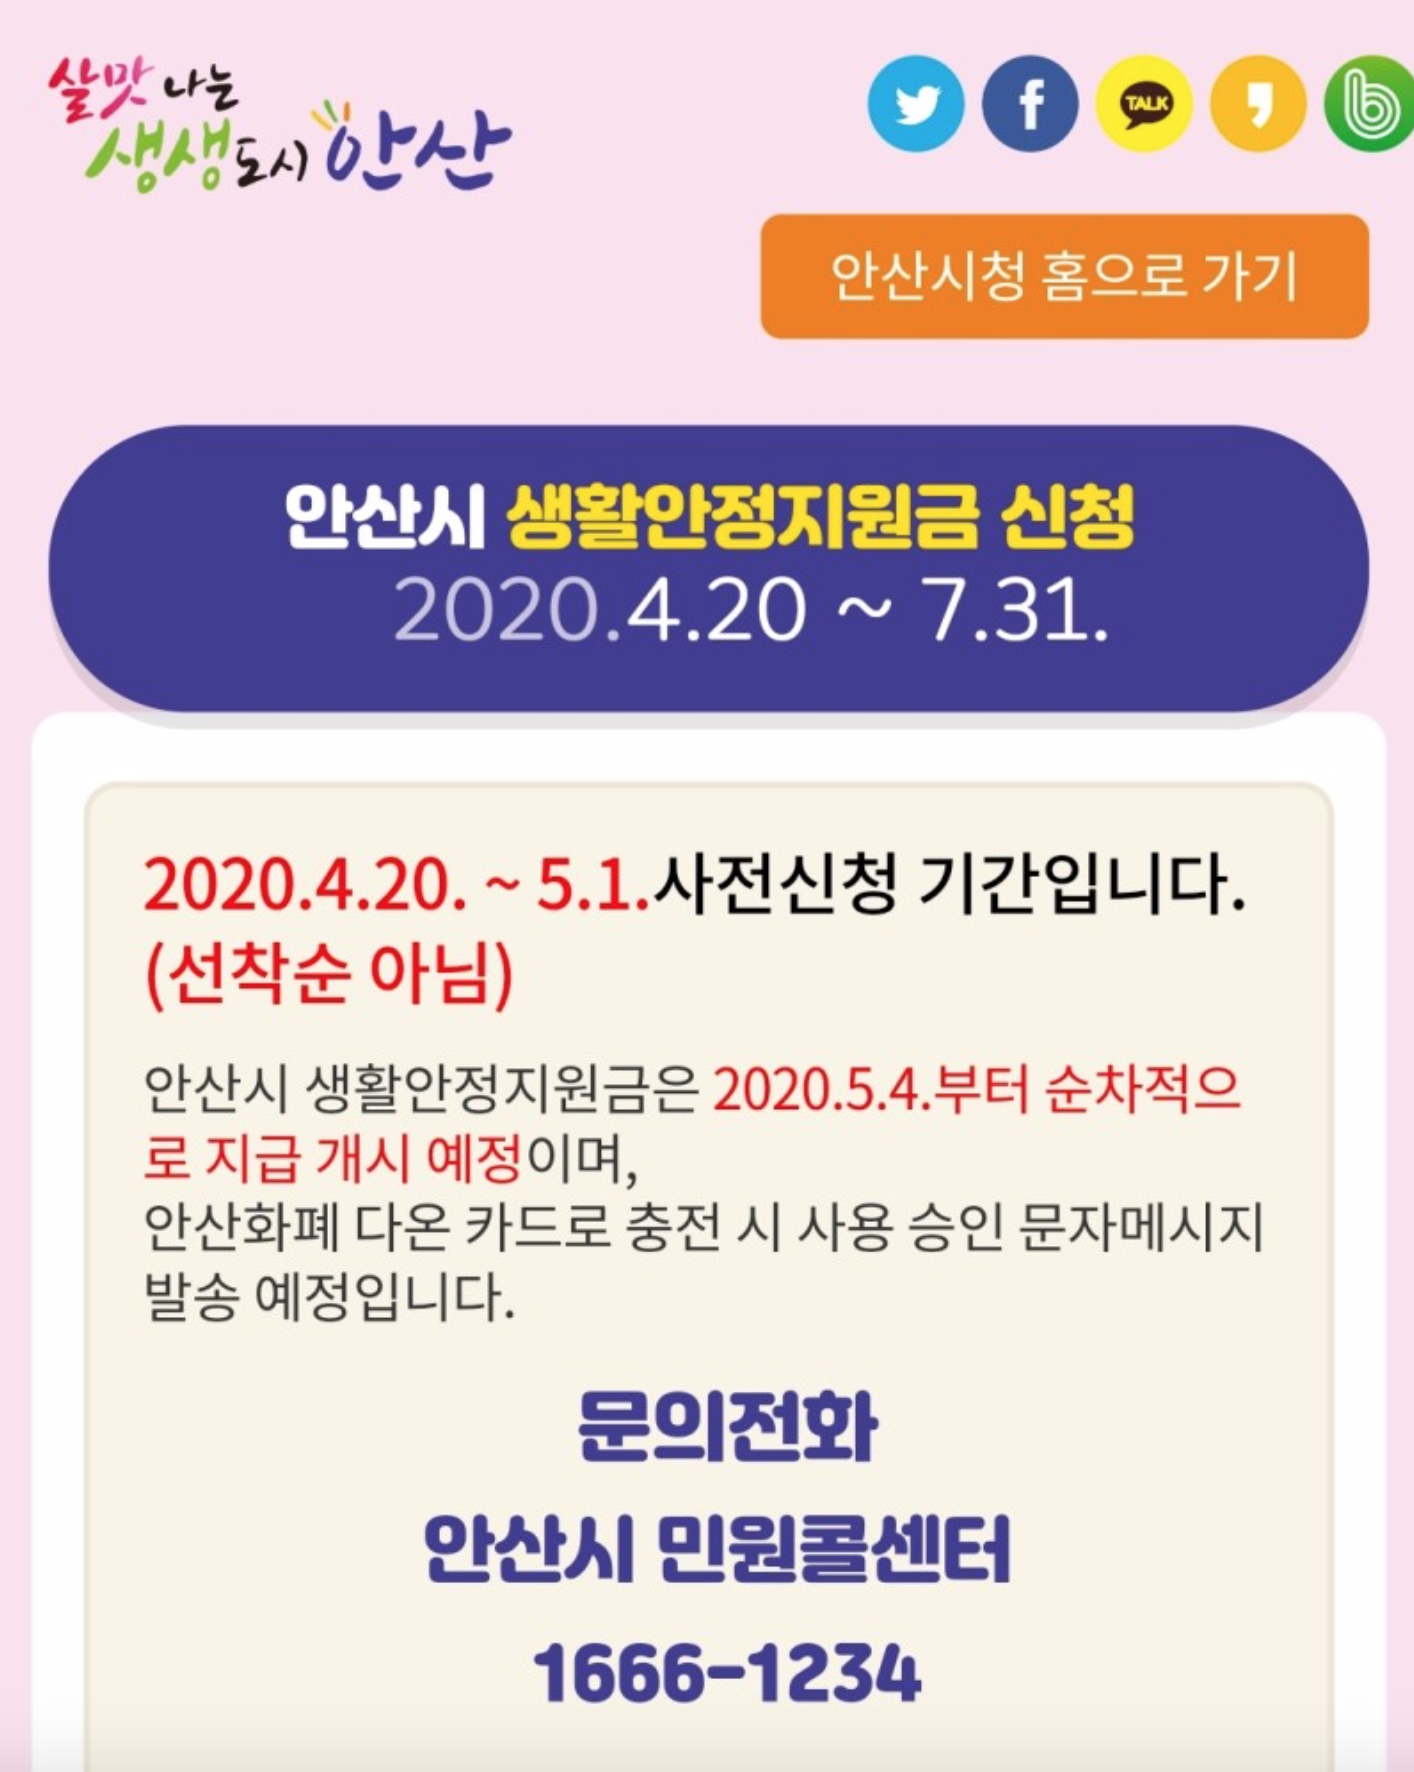 살맛 나는
생생도시 안산
TALK
안산시청 홈으로 가기
안산시 생활안정지원금 신청
2020.4.20 ~ 7.31.
2020.4.20. ~ 5.1.사전신청 기간입니다.
(선착순 아님)
안산시 생활안정지원금은 2020.5.4.부터 순차적으
로 지급 개시 예정이며,
안산화폐 다온 카드로 충전 시 사용 승인 문자메시지
발송 예정입니다.
문의전화
안산시 민원콜센터
1666-1234